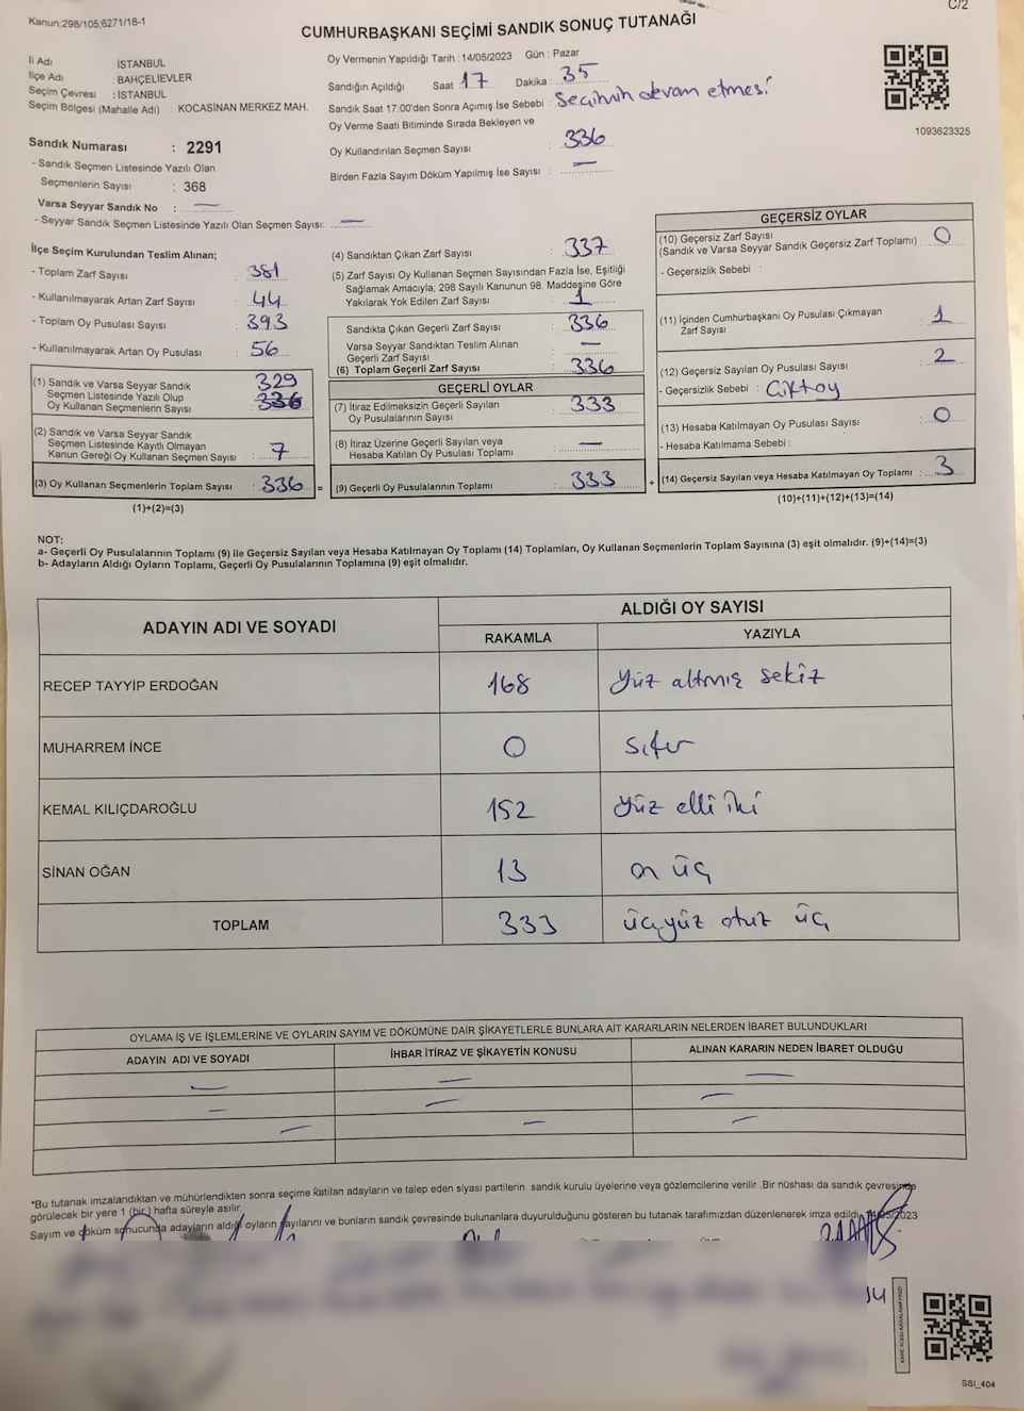 Kanun:298/105;6271/18-1
C/2
CUMHURBAŞKANI SEÇİMİ SANDIK SONUÇ TUTANAĞI
İl Adı : İSTANBUL
İlçe Adı : BAHÇELİEVLER
Seçim Çevresi : İSTANBUL
Seçim Bölgesi (Mahalle Adı) : KOCASİNAN MERKEZ MAH.
Sandık Numarası : 2291
- Sandık Seçmen Listesinde Yazılı Olan
Seçmenlerin Sayısı : 368
Varsa Seyyar Sandık No : —
- Seyyar Sandık Seçmen Listesinde Yazılı Olan Seçmen Sayısı: —
Oy Vermenin Yapıldığı Tarih : 14/05/2023 Gün : Pazar
Sandığın Açıldığı Saat 17 Dakika : 35
Sandık Saat 17:00'den Sonra Açımış İse Sebebi : Seçimin devam etmesi
Oy Verme Saati Bitiminde Sırada Bekleyen ve
Oy Kullandırılan Seçmen Sayısı : 336
Birden Fazla Sayım Döküm Yapılmış İse Sayısı : —
1093623325
İlçe Seçim Kurulundan Teslim Alınan;
- Toplam Zarf Sayısı : 381
- Kullanılmayarak Artan Zarf Sayısı : 44
- Toplam Oy Pusulası Sayısı : 393
- Kullanılmayarak Artan Oy Pusulası : 56
(1) Sandık ve Varsa Seyyar Sandık
Seçmen Listesinde Yazılı Olup
Oy Kullanan Seçmenlerin Sayısı : 329
336
(2) Sandık ve Varsa Seyyar Sandık
Seçmen Listesinde Kayıtlı Olmayan
Kanun Gereği Oy Kullanan Seçmen Sayısı : 7
(3) Oy Kullanan Seçmenlerin Toplam Sayısı : 336 =
(1)+(2)=(3)
(4) Sandıktan Çıkan Zarf Sayısı : 337
(5) Zarf Sayısı Oy Kullanan Seçmen Sayısından Fazla İse, Eşitliği
Sağlamak Amacıyla; 298 Sayılı Kanunun 98. Maddesine Göre
Yakılarak Yok Edilen Zarf Sayısı : 1
Sandıkta Çıkan Geçerli Zarf Sayısı : 336
Varsa Seyyar Sandıktan Teslim Alınan
Geçerli Zarf Sayısı : —
(6) Toplam Geçerli Zarf Sayısı : 336
GEÇERLİ OYLAR
(7) İtiraz Edilmeksizin Geçerli Sayılan
Oy Pusulalarının Sayısı : 333
(8) İtiraz Üzerine Geçerli Sayılan veya
Hesaba Katılan Oy Pusulası Toplamı : —
(9) Geçerli Oy Pusulalarının Toplamı : 333 +
GEÇERSİZ OYLAR
(10) Geçersiz Zarf Sayısı
(Sandık ve Varsa Seyyar Sandık Geçersiz Zarf Toplamı) : 0
- Geçersizlik Sebebi :
(11) İçinden Cumhurbaşkanı Oy Pusulası Çıkmayan
Zarf Sayısı : 1
(12) Geçersiz Sayılan Oy Pusulası Sayısı : 2
- Geçersizlik Sebebi : Çiftoy
(13) Hesaba Katılmayan Oy Pusulası Sayısı : 0
- Hesaba Katılmama Sebebi :
(14) Geçersiz Sayılan veya Hesaba Katılmayan Oy Toplamı : 3
(10)+(11)+(12)+(13)=(14)
NOT:
a- Geçerli Oy Pusulalarının Toplamı (9) ile Geçersiz Sayılan veya Hesaba Katılmayan Oy Toplamı (14) Toplamları, Oy Kullanan Seçmenlerin Toplam Sayısına (3) eşit olmalıdır. (9)+(14)=(3)
b- Adayların Aldığı Oyların Toplamı, Geçerli Oy Pusulalarının Toplamına (9) eşit olmalıdır.
ADAYIN ADI VE SOYADI
ALDIĞI OY SAYISI
RAKAMLA YAZIYLA
RECEP TAYYİP ERDOĞAN 168 Yüz altmış sekiz
MUHARREM İNCE 0 Sıfır
KEMAL KILIÇDAROĞLU 152 Yüz elli iki
SİNAN OĞAN 13 on üç
TOPLAM 333 üçyüz otuz üç
OYLAMA İŞ VE İŞLEMLERİNE VE OYLARIN SAYIM VE DÖKÜMÜNE DAİR ŞİKAYETLERLE BUNLARA AİT KARARLARIN NELERDEN İBARET BULUNDUKLARI
ADAYIN ADI VE SOYADI İHBAR İTİRAZ VE ŞİKAYETİN KONUSU ALINAN KARARIN NEDEN İBARET OLDUĞU
— — —
— — —
— — —
*Bu tutanak imzalandıktan ve mühürlendikten sonra seçime katılan adayların ve talep eden siyasi partilerin sandık kurulu üyelerine veya gözlemcilerine verilir. Bir nüshası da sandık çevresinde
görülecek bir yere 1 (bir) hafta süreyle asılır.
Sayım ve döküm sonucunda adayların aldığı oyların sayılarını ve bunların sandık çevresinde bulunanlara duyurulduğunu gösteren bu tutanak tarafımızdan düzenlenerek imza edildi.
SSI_404